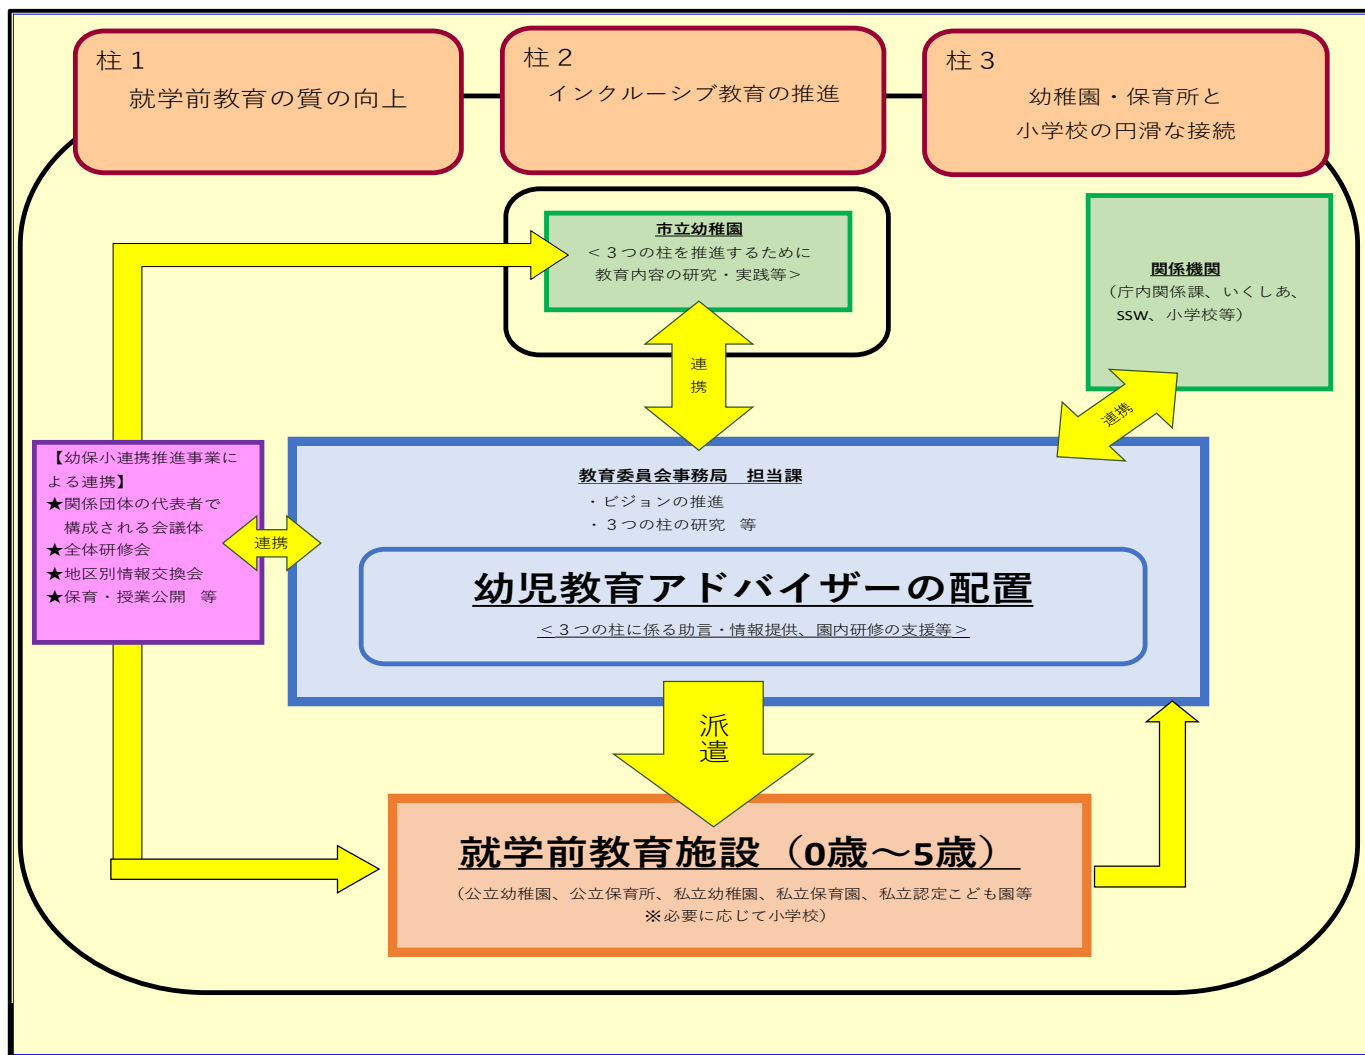 柱１
就学前教育の質の向上
柱２
インクルーシブ教育の推進
柱３
幼稚園・保育所と
小学校の円滑な接続
市立幼稚園
＜３つの柱を推進するために
教育内容の研究・実践等＞
関係機関
（庁内関係課、いくしあ、
SSW、小学校等）
連
携
連携
【幼保小連携推進事業に
よる連携】
★関係団体の代表者で
構成される会議体
★全体研修会
★地区別情報交換会
★保育・授業公開　等
連携
教育委員会事務局　担当課
・ビジョンの推進
・３つの柱の研究　等
幼児教育アドバイザーの配置
＜３つの柱に係る助言・情報提供、園内研修の支援等＞
派
遣
就学前教育施設（0歳～5歳）
（公立幼稚園、公立保育所、私立幼稚園、私立保育園、私立認定こども園等
※必要に応じて小学校）